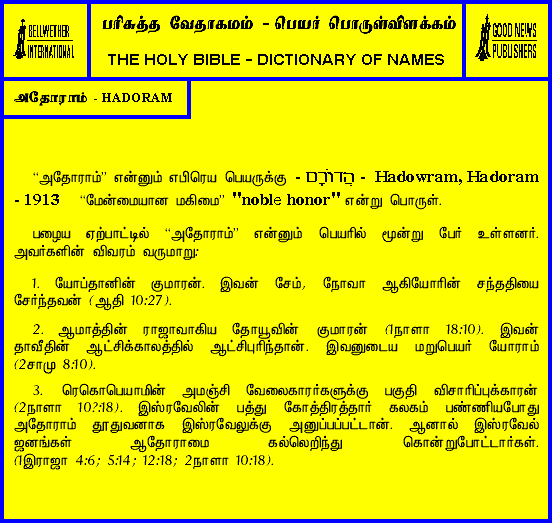 BELLWETHER
INTERNATIONAL
பரிசுத்த வேதாகமம் - பெயர் பொருள்விளக்கம்
THE HOLY BIBLE - DICTIONARY OF NAMES
GOOD NEWS
PUBLISHERS
அதோராம் - HADORAM
“அதோராம்” என்னும் எபிரெய பெயருக்கு - הֲדֹרָם - Hadowram, Hadoram
- 1913 “மேன்மையான மகிமை” "noble honor" என்று பொருள்.
பழைய ஏற்பாட்டில் “அதோராம்” என்னும் பெயரில் மூன்று பேர் உள்ளனர்.
அவர்களின் விவரம் வருமாறு:
1. யோப்தானின் குமாரன். இவன் சேம், நோவா ஆகியோரின் சந்ததியை
சேர்ந்தவன் (ஆதி 10:27).
2. ஆமாத்தின் ராஜாவாகிய தோயூவின் குமாரன் (1நாளா 18:10). இவன்
தாவீதின் ஆட்சிக்காலத்தில் ஆட்சிபுரிந்தான். இவனுடைய மறுபெயர் யோராம்
(2சாமு 8:10).
3. ரெகொபெயாமின் அமஞ்சி வேலைகாரர்களுக்கு பகுதி விசாரிப்புக்காரன்
(2நாளா 10?:18). இஸ்ரவேலின் பத்து கோத்திரத்தார் கலகம் பண்ணியபோது
அதோராம் தூதுவனாக இஸ்ரவேலுக்கு அனுப்பப்பட்டான். ஆனால் இஸ்ரவேல்
ஜனங்கள் ஆதோராமை கல்லெறிந்து கொன்றுபோட்டார்கள்.
(1இராஜா 4:6; 5:14; 12:18; 2நாளா 10:18).